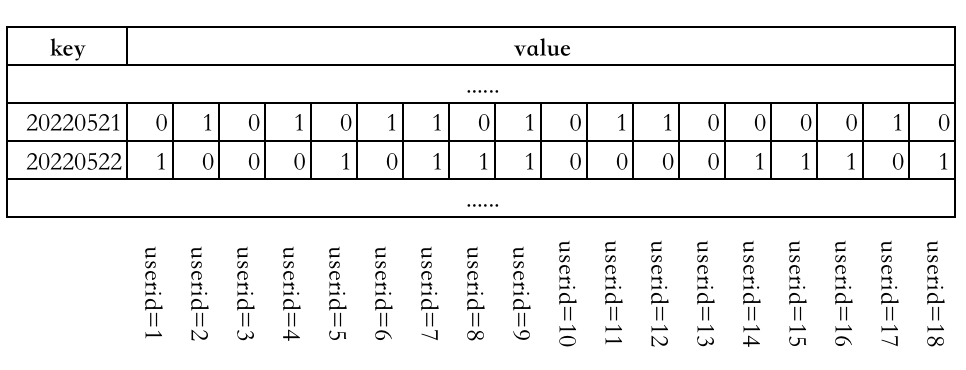 key value
......
20220521 0 1 0 1 0 1 1 0 1 0 1 1 0 0 0 0 1 0
20220522 1 0 0 0 1 0 1 1 1 0 0 0 0 1 1 1 0 1
......
userid=1
userid=2
userid=3
userid=4
userid=5
userid=6
userid=7
userid=8
userid=9
userid=10
userid=11
userid=12
userid=13
userid=14
userid=15
userid=16
userid=17
userid=18